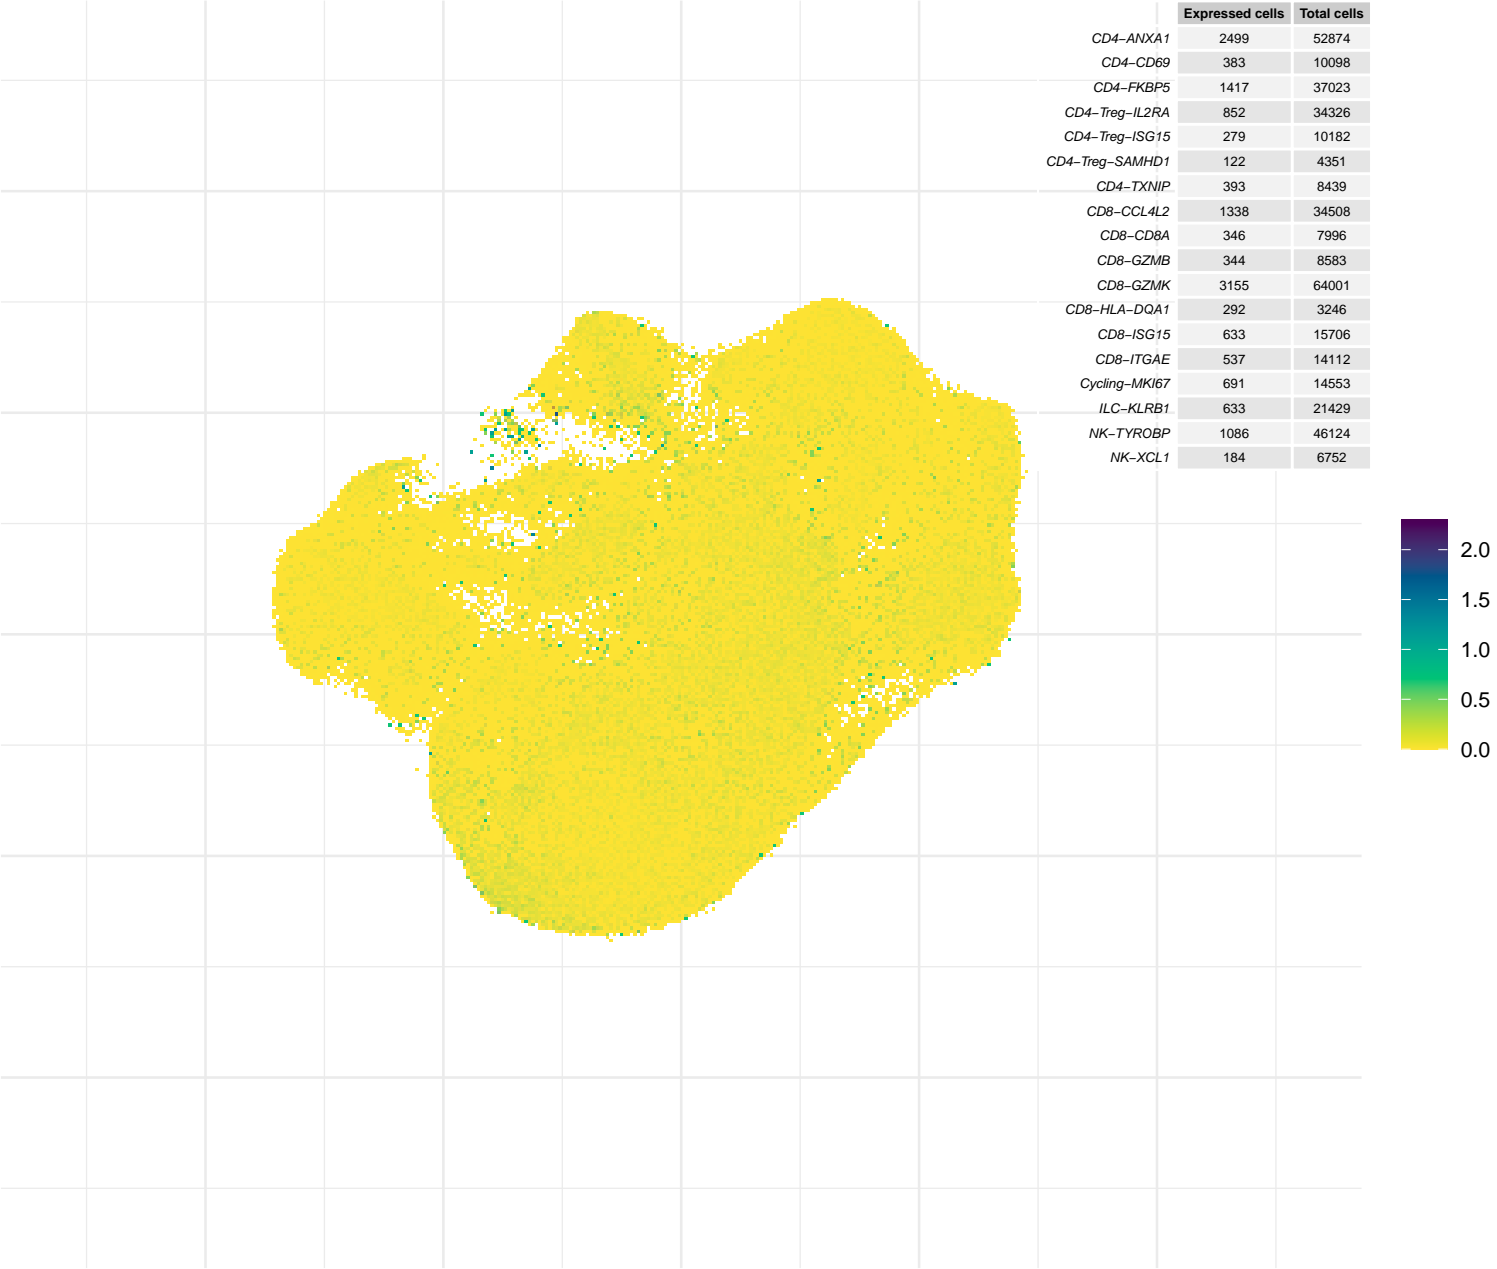 Expressed cells Total cells
CD4−ANXA1 2499 52874
CD4−CD69 383 10098
CD4−FKBP5 1417 37023
CD4−Treg−IL2RA 852 34326
CD4−Treg−ISG15 279 10182
CD4−Treg−SAMHD1 122 4351
CD4−TXNIP 393 8439
CD8−CCL4L2 1338 34508
CD8−CD8A 346 7996
CD8−GZMB 344 8583
CD8−GZMK 3155 64001
CD8−HLA−DQA1 292 3246
CD8−ISG15 633 15706
CD8−ITGAE 537 14112
Cycling−MKI67 691 14553
ILC−KLRB1 633 21429
NK−TYROBP 1086 46124
NK−XCL1 184 6752
2.0
1.5
1.0
0.5
0.0